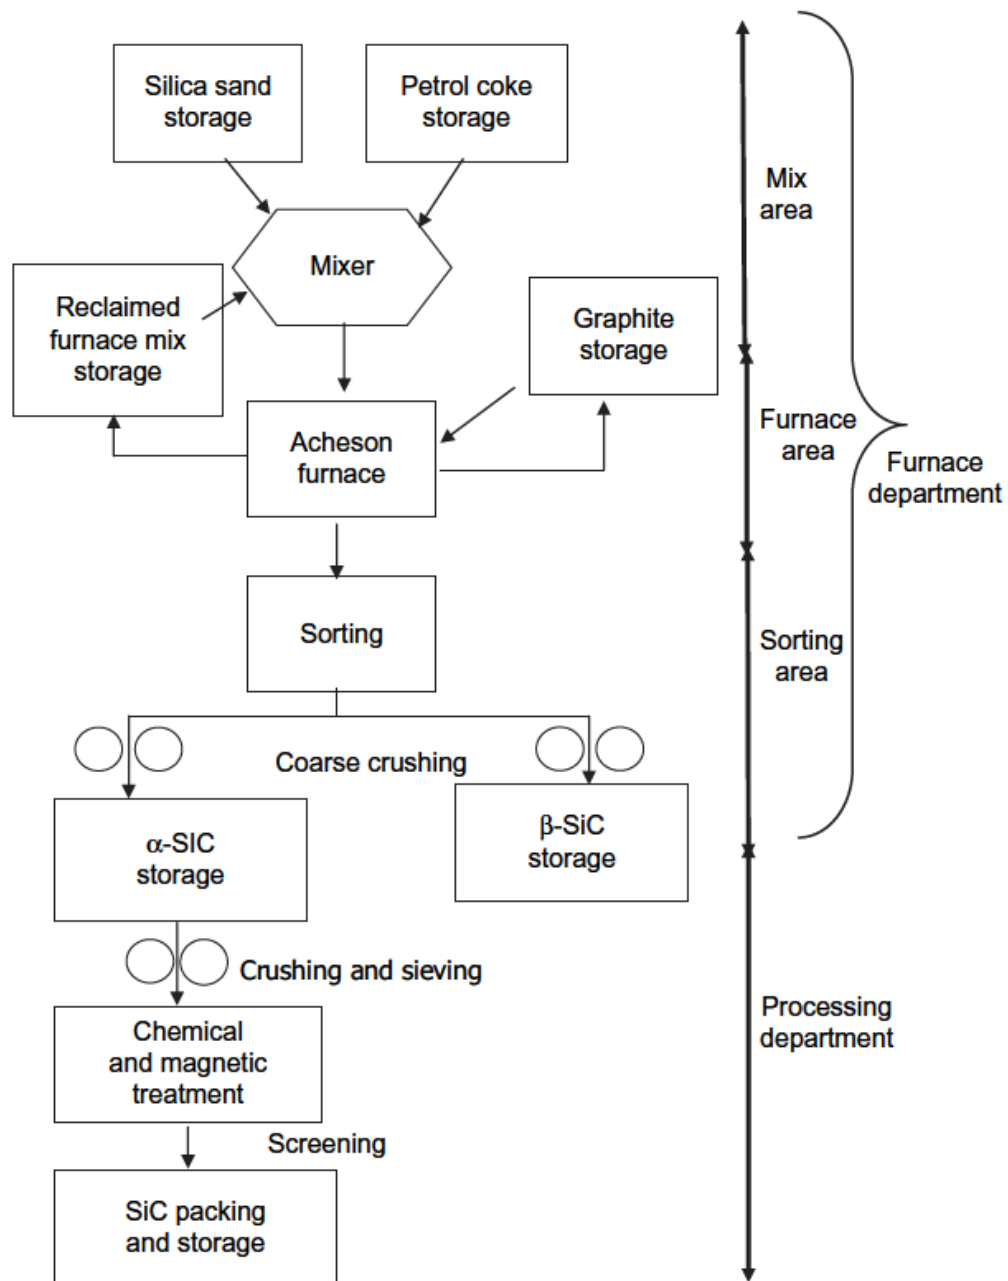 Silica sand
storage
Petrol coke
storage
Mix
area
Mixer
Reclaimed
furnace mix
storage
Graphite
storage
Acheson
furnace
Furnace
area
Furnace
department
Sorting
Sorting
area
Coarse crushing
α-SIC
storage
β-SiC
storage
Crushing and sieving
Chemical
and magnetic
treatment
Processing
department
Screening
SiC packing
and storage